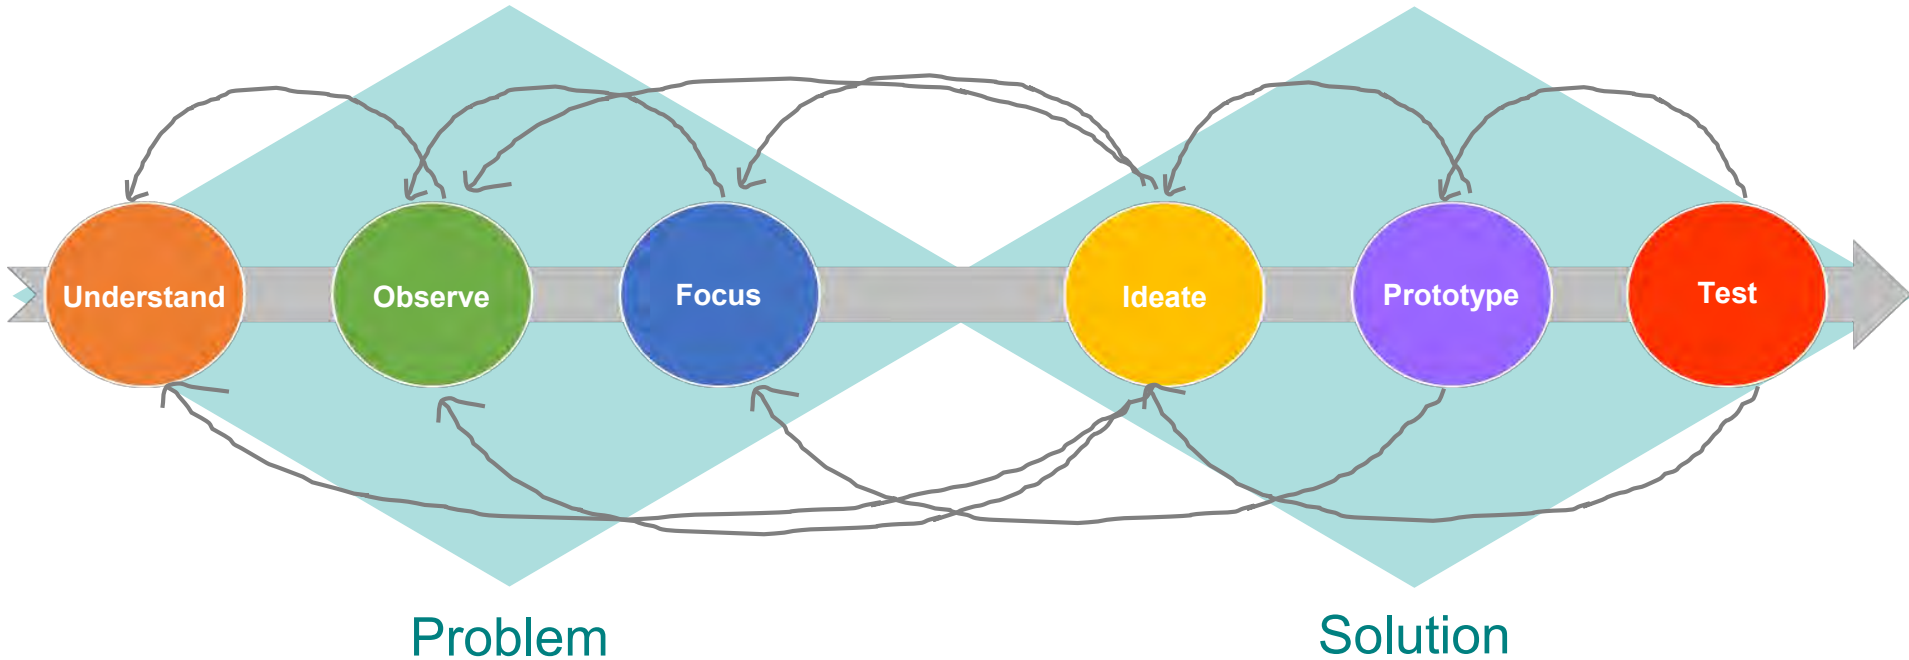 Understand
Observe
Focus
Ideate
Prototype
Test
Problem
Solution